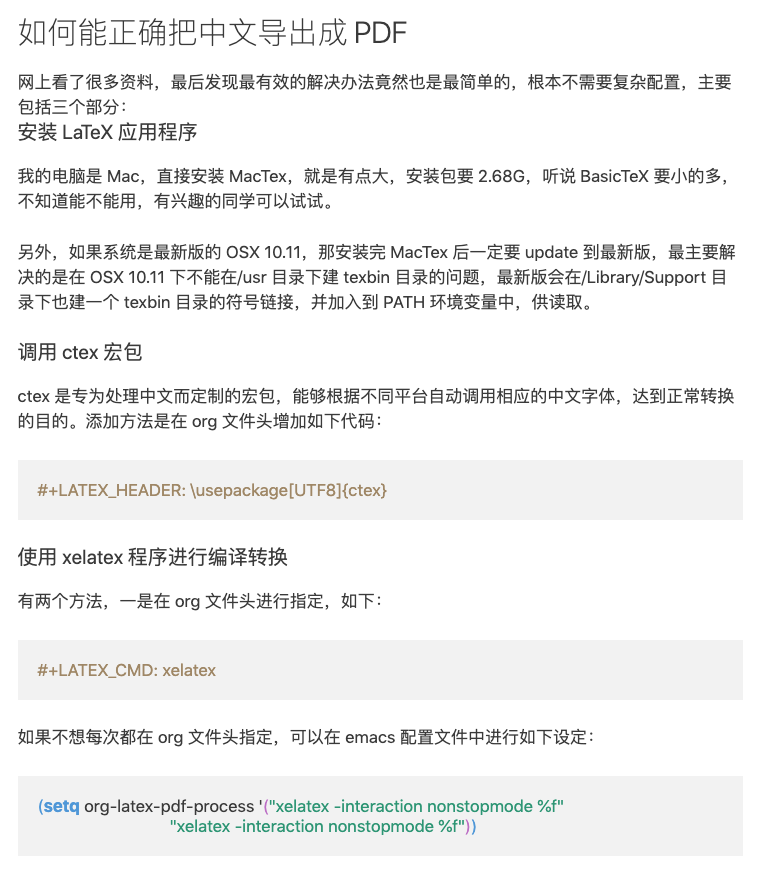 如何能正确把中文导出成 PDF
网上看了很多资料，最后发现最有效的解决办法竟然也是最简单的，根本不需要复杂配置，主要
包括三个部分：
安装 LaTeX 应用程序
我的电脑是 Mac，直接安装 MacTex，就是有点大，安装包要 2.68G，听说 BasicTeX 要小的多，
不知道能不能用，有兴趣的同学可以试试。
另外，如果系统是最新版的 OSX 10.11，那安装完 MacTex 后一定要 update 到最新版，最主要解
决的是在 OSX 10.11 下不能在/usr 目录下建 texbin 目录的问题，最新版会在/Library/Support 目
录下也建一个 texbin 目录的符号链接，并加入到 PATH 环境变量中，供读取。
调用 ctex 宏包
ctex 是专为处理中文而定制的宏包，能够根据不同平台自动调用相应的中文字体，达到正常转换
的目的。添加方法是在 org 文件头增加如下代码：
#+LATEX_HEADER: \usepackage[UTF8]{ctex}
使用 xelatex 程序进行编译转换
有两个方法，一是在 org 文件头进行指定，如下：
#+LATEX_CMD: xelatex
如果不想每次都在 org 文件头指定，可以在 emacs 配置文件中进行如下设定：
(setq org-latex-pdf-process '("xelatex -interaction nonstopmode %f"
"xelatex -interaction nonstopmode %f"))